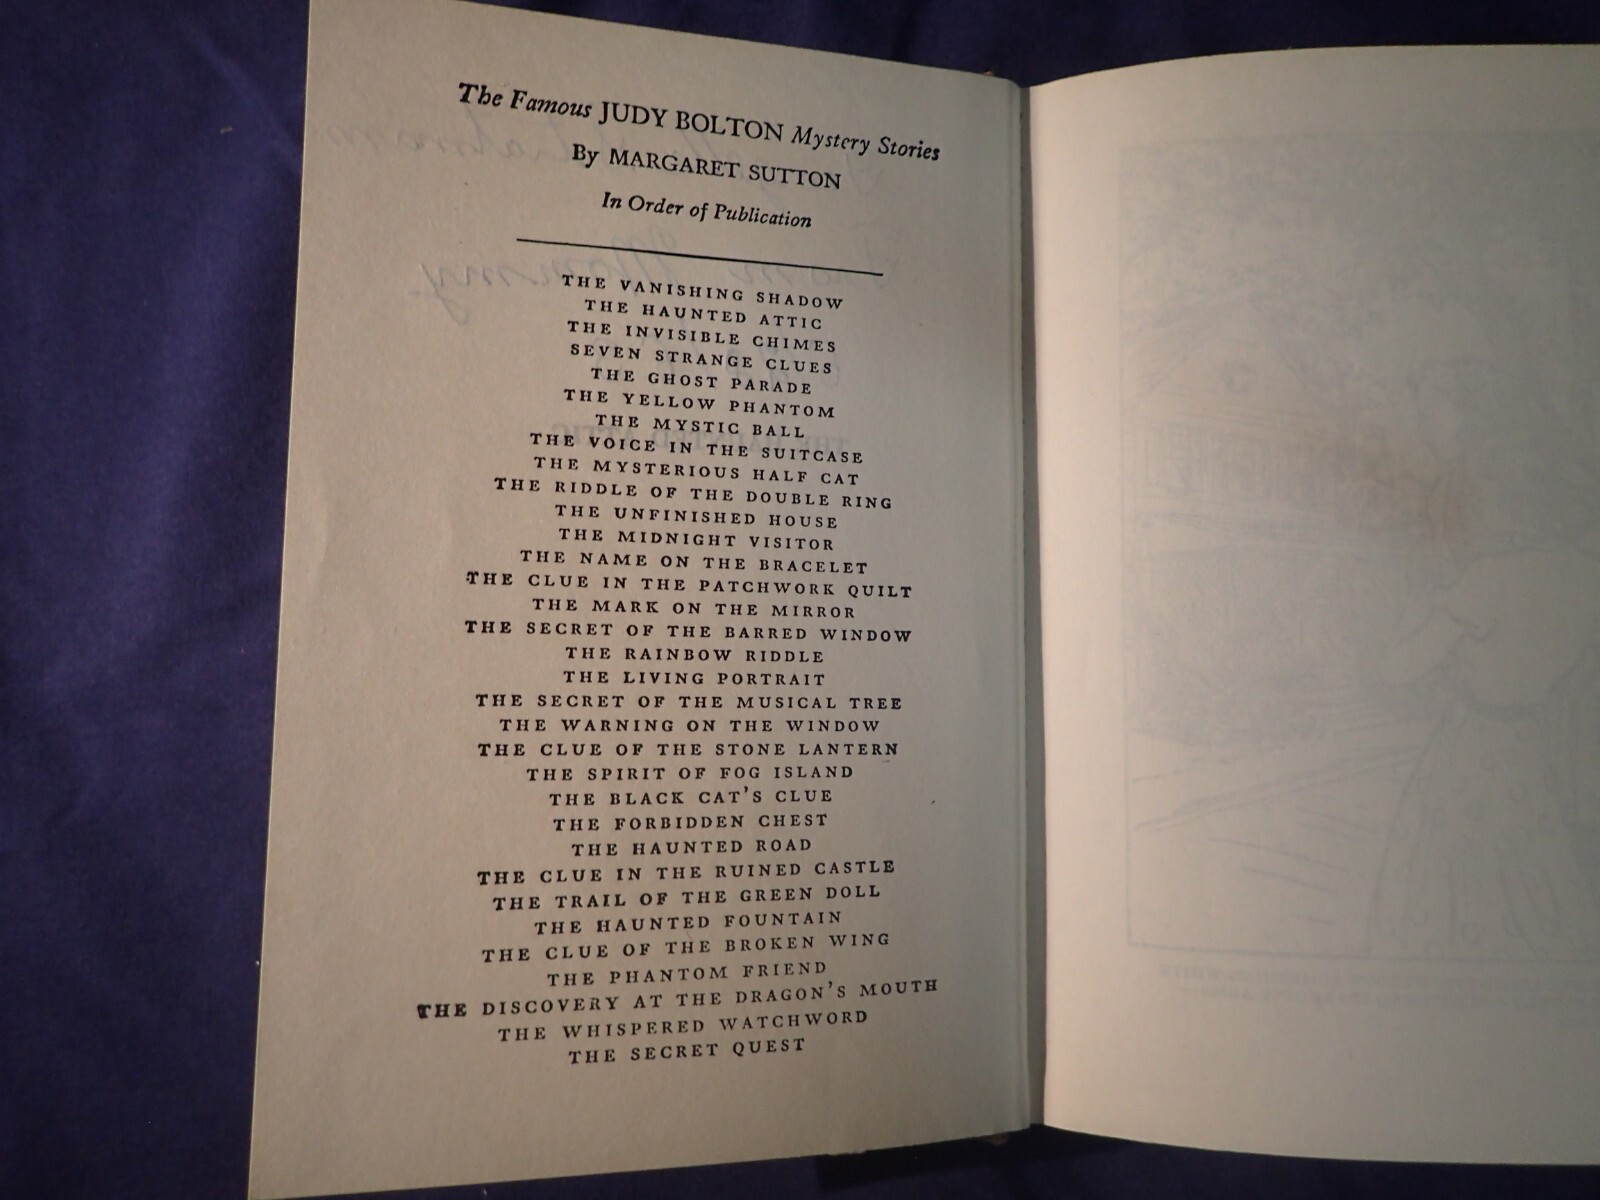 The Famous JUDY BOLTON Mystery Stories
By MARGARET SUTTON
In Order of Publication
THE VANISHING SHADOW
THE HAUNTED ATTIC
THE INVISIBLE CHIMES
SEVEN STRANGE CLUES
THE GHOST PARADE
THE YELLOW PHANTOM
THE MYSTIC BALL
THE VOICE IN THE SUITCASE
THE MYSTERIOUS HALF CAT
THE RIDDLE OF THE DOUBLE RING
THE UNFINISHED HOUSE
THE MIDNIGHT VISITOR
THE NAME ON THE BRACELET
THE CLUE IN THE PATCHWORK QUILT
THE MARK ON THE MIRROR
THE SECRET OF THE BARRED WINDOW
THE RAINBOW RIDDLE
THE LIVING PORTRAIT
THE SECRET OF THE MUSICAL TREE
THE WARNING ON THE WINDOW
THE CLUE OF THE STONE LANTERN
THE SPIRIT OF FOG ISLAND
THE BLACK CAT'S CLUE
THE FORBIDDEN CHEST
THE HAUNTED ROAD
THE CLUE IN THE RUINED CASTLE
THE TRAIL OF THE GREEN DOLL
THE HAUNTED FOUNTAIN
THE CLUE OF THE BROKEN WING
THE PHANTOM FRIEND
THE DISCOVERY AT THE DRAGON'S MOUTH
THE WHISPERED WATCHWORD
THE SECRET QUEST